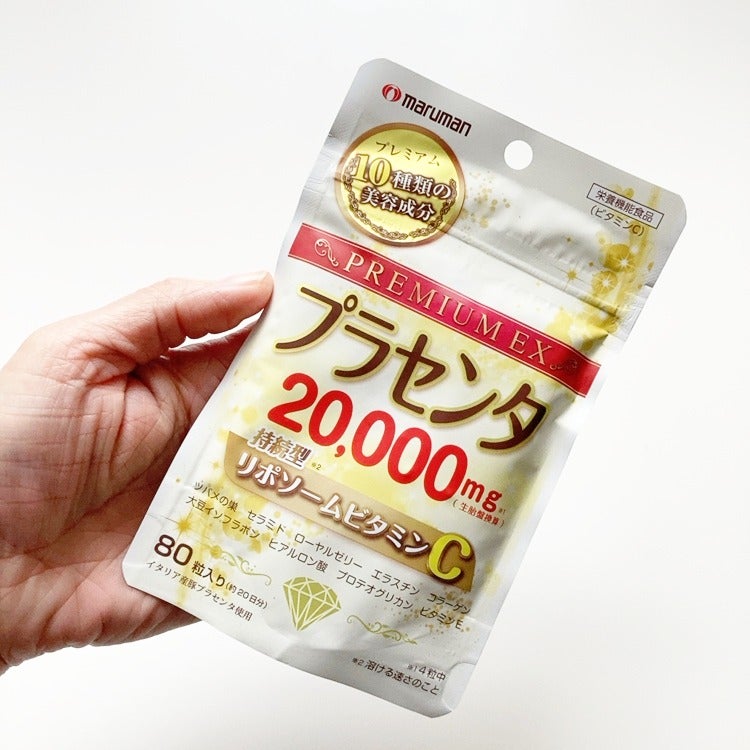 maruman
プレミアム
10種類の
美容成分
栄養機能食品
(ビタミンC)
PREMIUM EX
プラセンタ
20,000mg ※1
(生胎盤換算)
持続型 ※2
リポソームビタミンC
ツバメの巣 セラミド ローヤルゼリー エラスチン コラーゲン
大豆イソフラボン ヒアルロン酸 プロテオグリカン ビタミンE
80粒入り(約20日分)
イタリア産豚プラセンタ使用
※1 4粒中
※2 溶ける速さのこと